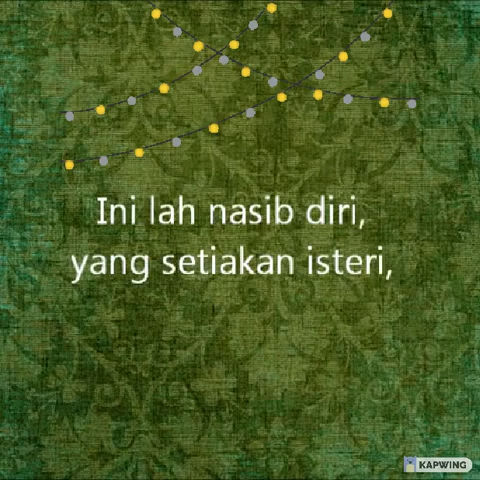 Ini lah nasib diri,
yang setiakan isteri,
KAPWING